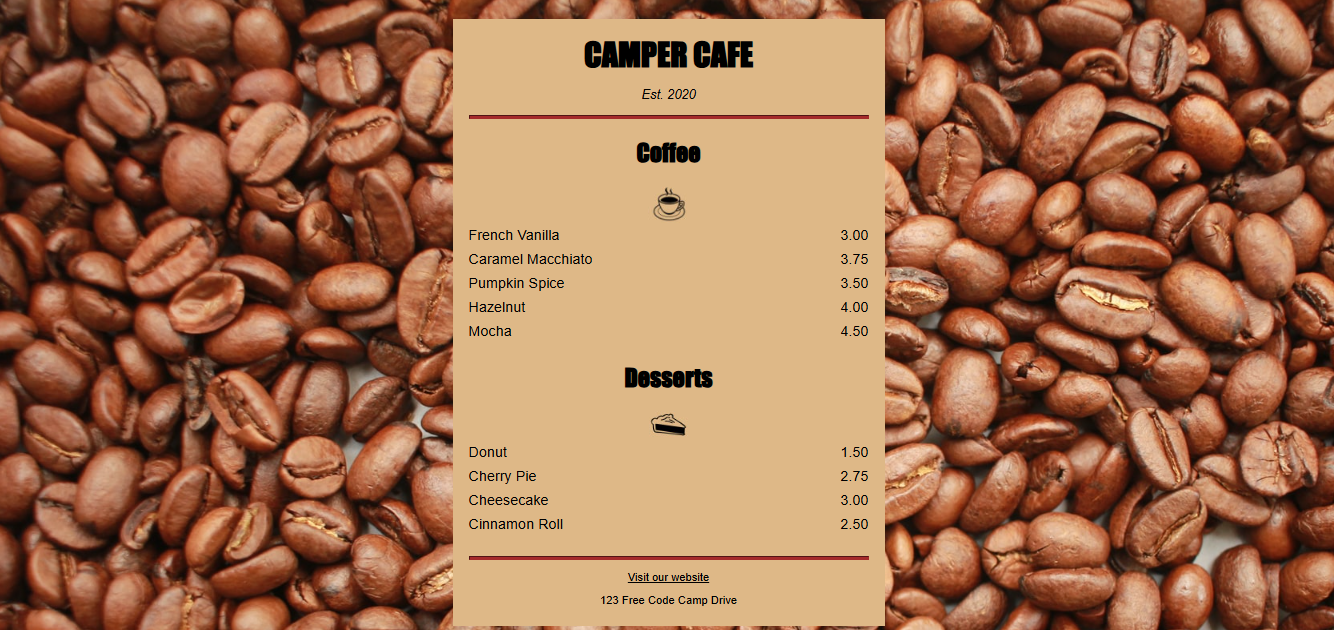 CAMPER CAFE
Est. 2020
Coffee
French Vanilla 3.00
Caramel Macchiato 3.75
Pumpkin Spice 3.50
Hazelnut 4.00
Mocha 4.50
Desserts
Donut 1.50
Cherry Pie 2.75
Cheesecake 3.00
Cinnamon Roll 2.50
Visit our website
123 Free Code Camp Drive